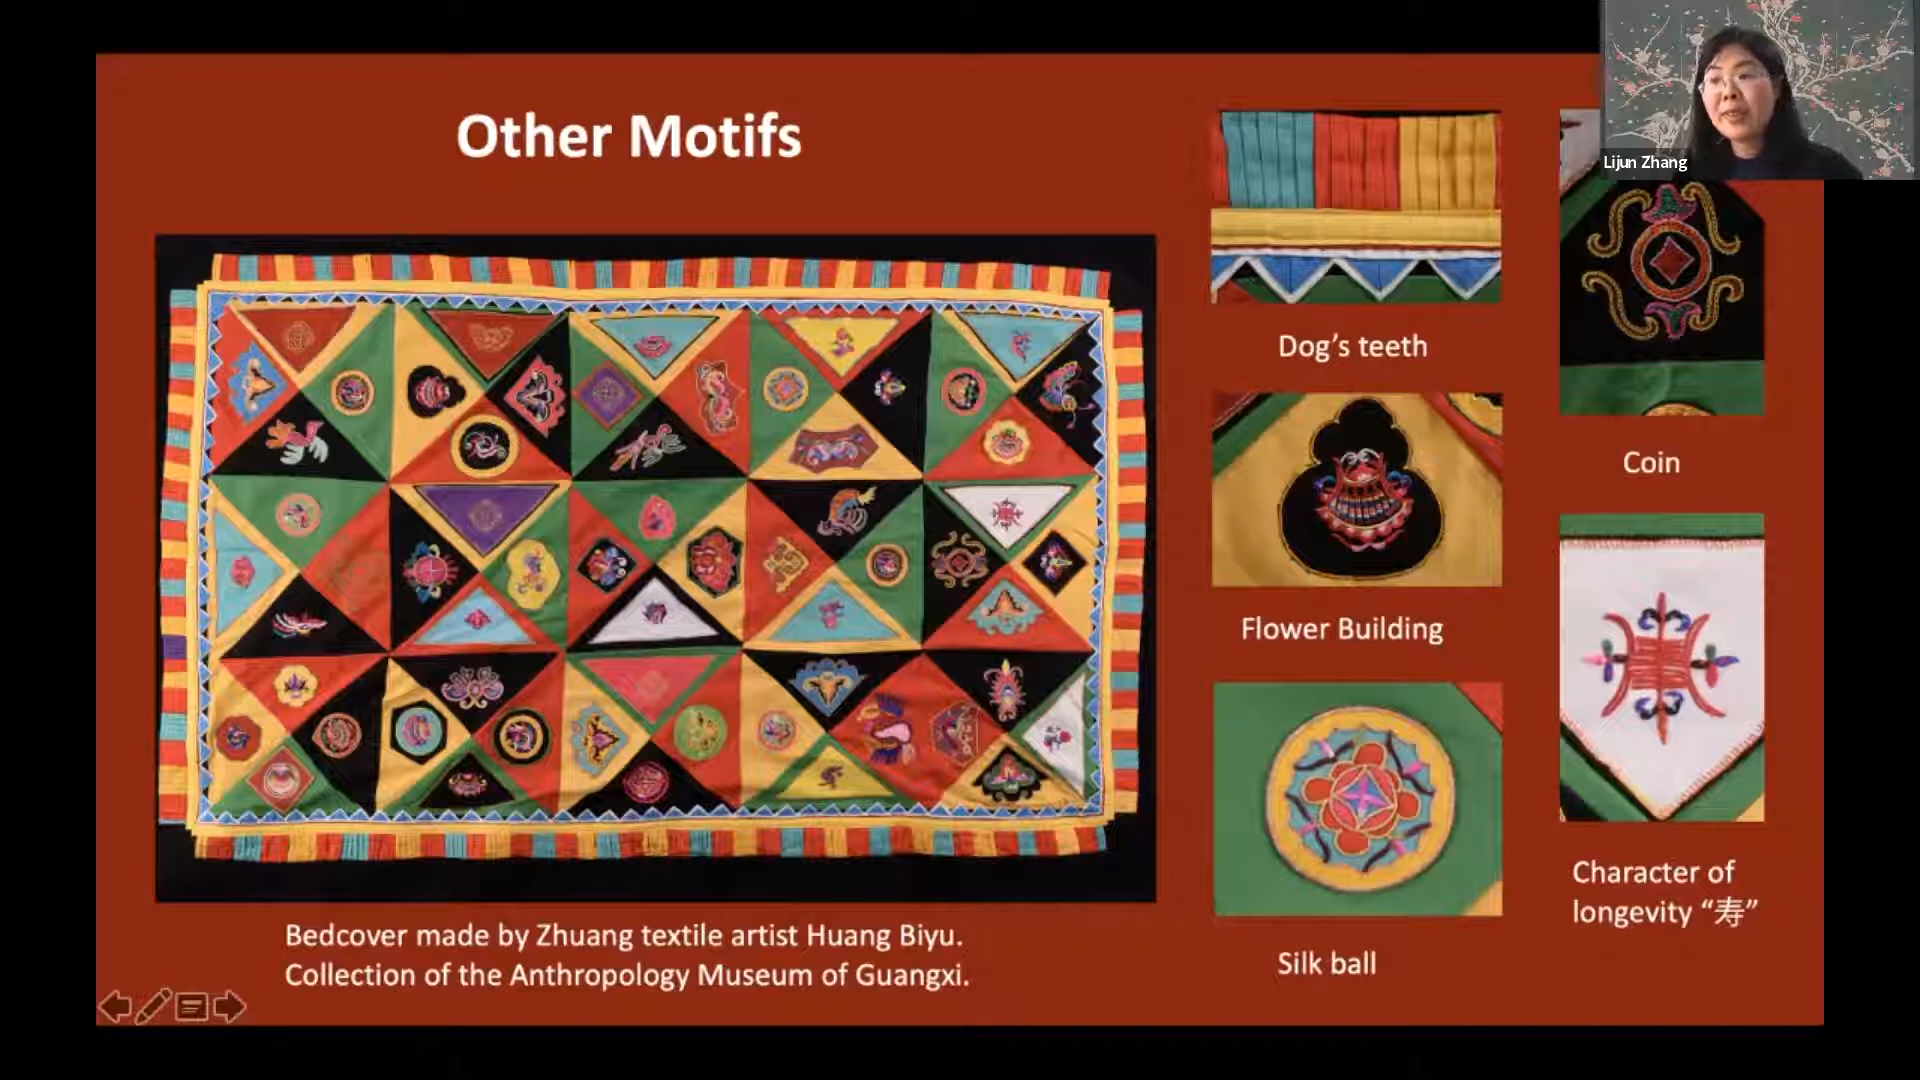 Other Motifs
Lijun Zhang
Dog's teeth
Coin
Flower Building
Character of
longevity “寿”
Bedcover made by Zhuang textile artist Huang Biyu.
Collection of the Anthropology Museum of Guangxi.
Silk ball